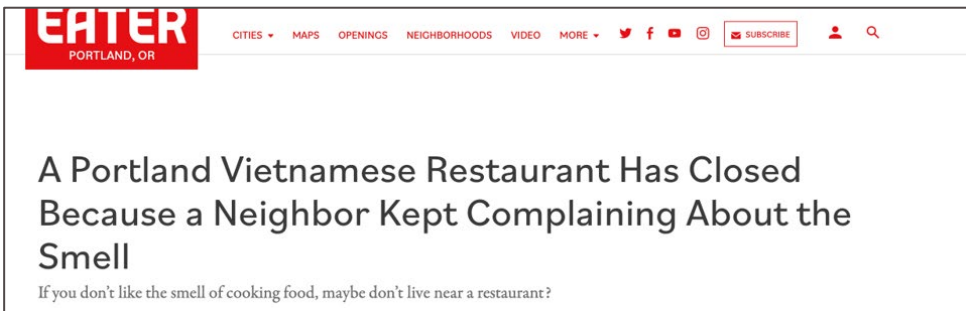 EATER
PORTLAND, OR
CITIES MAPS OPENINGS NEIGHBORHOODS VIDEO MORE SUBSCRIBE
A Portland Vietnamese Restaurant Has Closed
Because a Neighbor Kept Complaining About the
Smell
If you don’t like the smell of cooking food, maybe don’t live near a restaurant?